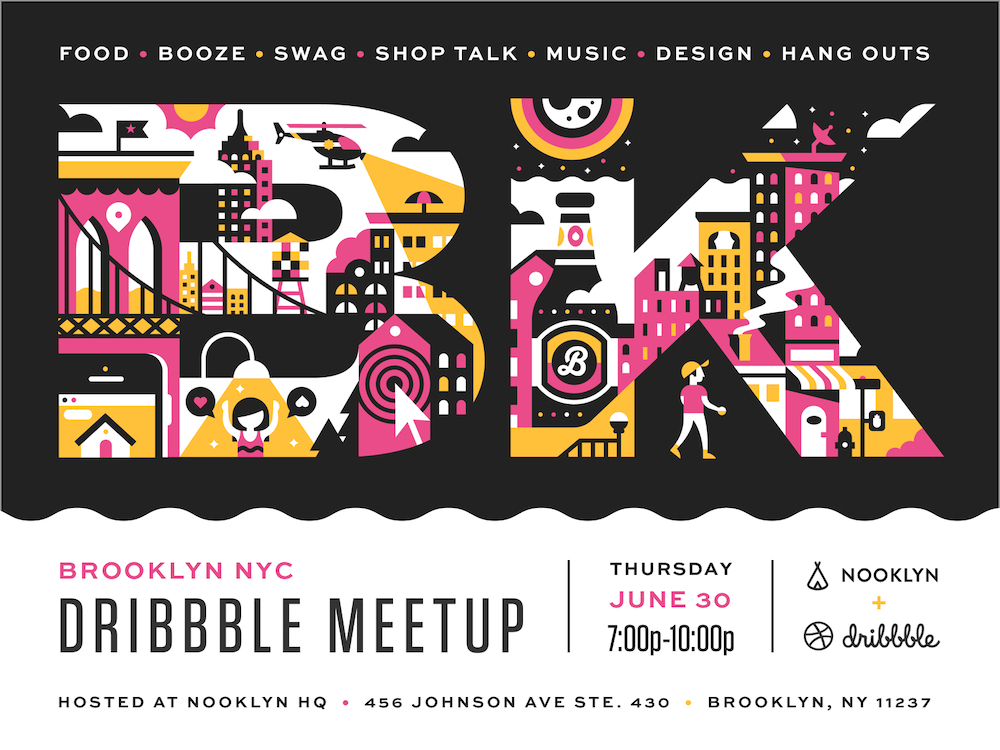 FOOD • BOOZE • SWAG • SHOP TALK • MUSIC • DESIGN • HANG OUTS
BK
B
BROOKLYN NYC
DRIBBBLE MEETUP
THURSDAY
JUNE 30
7:00p-10:00p
NOOKLYN
+
dribbble
HOSTED AT NOOKLYN HQ • 456 JOHNSON AVE STE. 430 • BROOKLYN, NY 11237